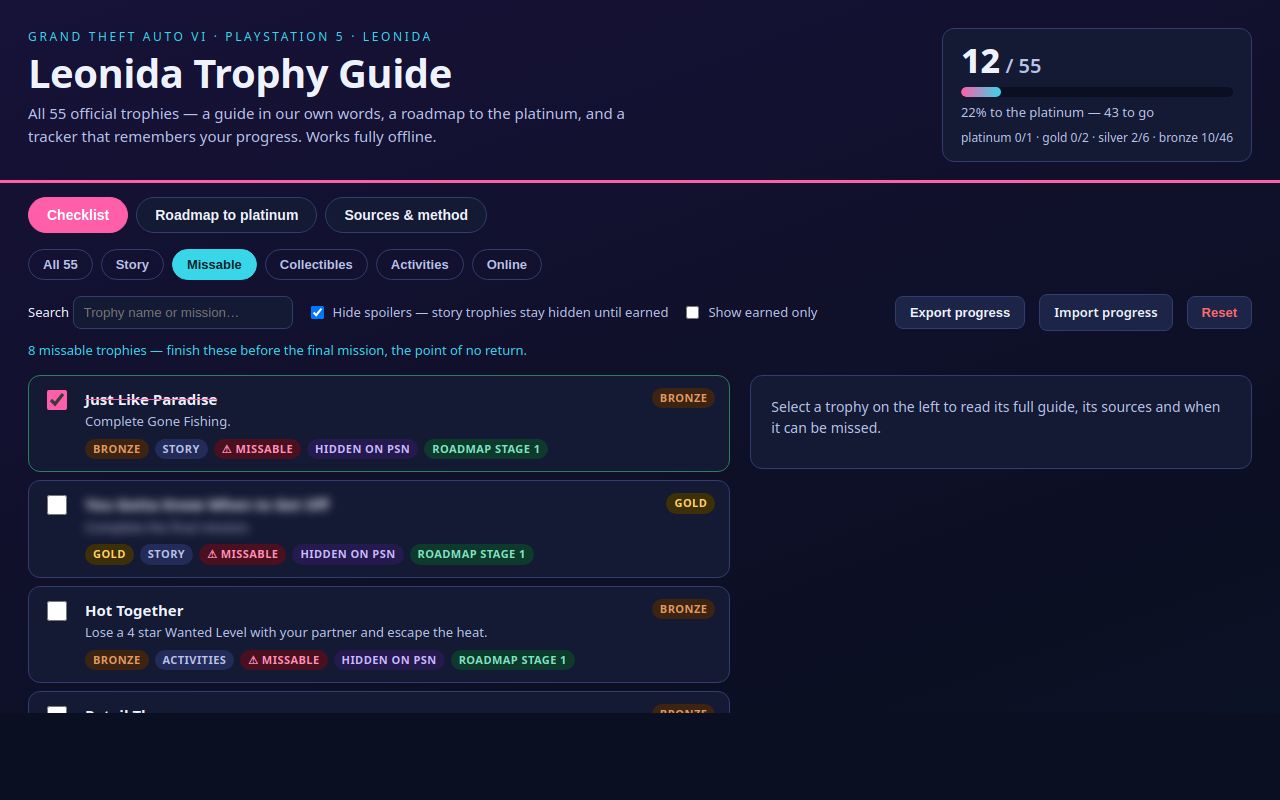 GRAND THEFT AUTO VI · PLAYSTATION 5 · LEONIDA
Leonida Trophy Guide
All 55 official trophies — a guide in our own words, a roadmap to the platinum, and a
tracker that remembers your progress. Works fully offline.
12 / 55
22% to the platinum — 43 to go
platinum 0/1 · gold 0/2 · silver 2/6 · bronze 10/46
Checklist
Roadmap to platinum
Sources & method
All 55
Story
Missable
Collectibles
Activities
Online
Search
Trophy name or mission…
Hide spoilers — story trophies stay hidden until earned
Show earned only
Export progress
Import progress
Reset
8 missable trophies — finish these before the final mission, the point of no return.
Just Like Paradise
BRONZE
Complete Gone Fishing.
BRONZE
STORY
⚠ MISSABLE
HIDDEN ON PSN
ROADMAP STAGE 1
GOLD
GOLD
STORY
⚠ MISSABLE
HIDDEN ON PSN
ROADMAP STAGE 1
Hot Together
BRONZE
Lose a 4 star Wanted Level with your partner and escape the heat.
BRONZE
ACTIVITIES
⚠ MISSABLE
HIDDEN ON PSN
ROADMAP STAGE 1
BRONZE
Select a trophy on the left to read its full guide, its sources and when
it can be missed.